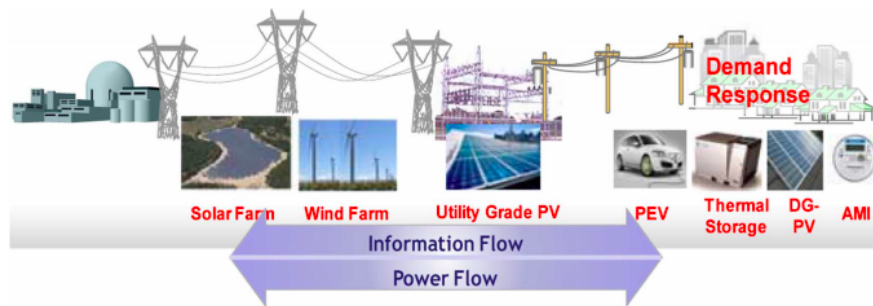 Demand
Response
Solar Farm
Wind Farm
Utility Grade PV
PEV
Thermal
Storage
DG-
PV
AMI
Information Flow
Power Flow